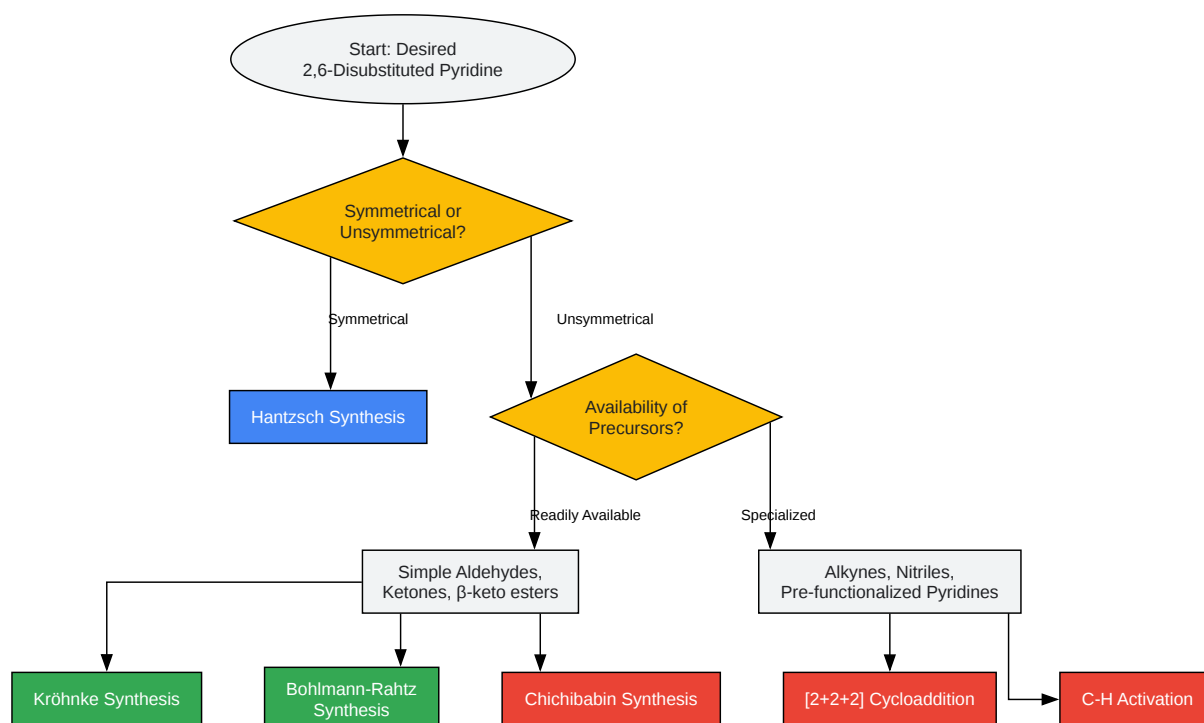 Start: Desired
2,6-Disubstituted Pyridine
Symmetrical or
Unsymmetrical?
Symmetrical
Unsymmetrical
Hantzsch Synthesis
Availability of
Precursors?
Readily Available
Specialized
Simple Aldehydes,
Ketones, β-keto esters
Alkynes, Nitriles,
Pre-functionalized Pyridines
Kröhnke Synthesis
Bohlmann-Rahtz
Synthesis
Chichibabin Synthesis
[2+2+2] Cycloaddition
C-H Activation